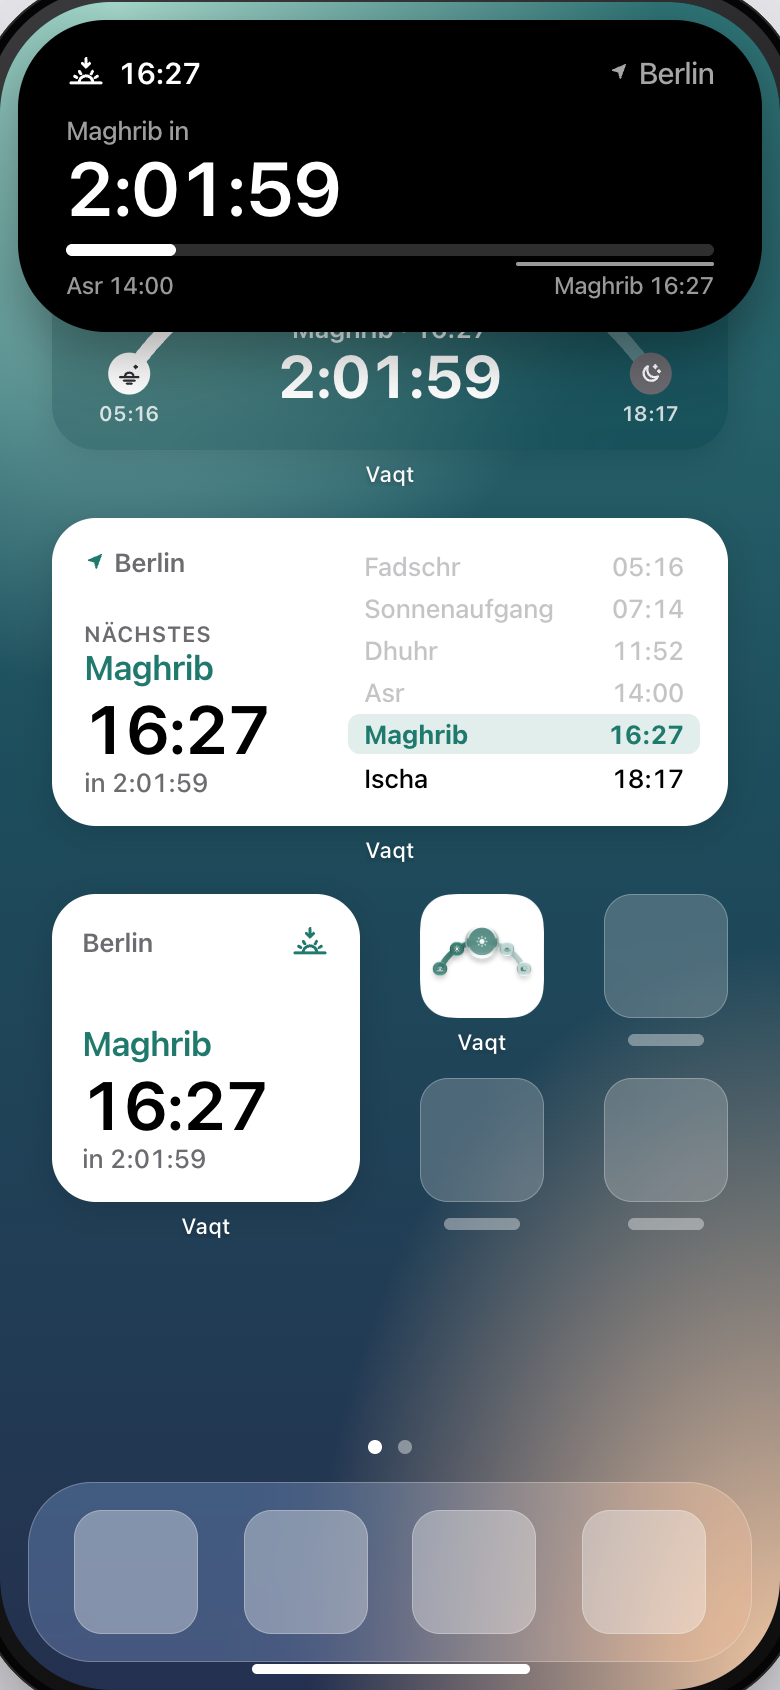 16:27
Berlin
Maghrib in
2:01:59
Asr 14:00
Maghrib 16:27
Maghrib · 16:27
2:01:59
05:16
18:17
Vaqt
Berlin
NÄCHSTES
Maghrib
16:27
in 2:01:59
Fadschr 05:16
Sonnenaufgang 07:14
Dhuhr 11:52
Asr 14:00
Maghrib 16:27
Ischa 18:17
Vaqt
Berlin
Maghrib
16:27
in 2:01:59
Vaqt
Vaqt